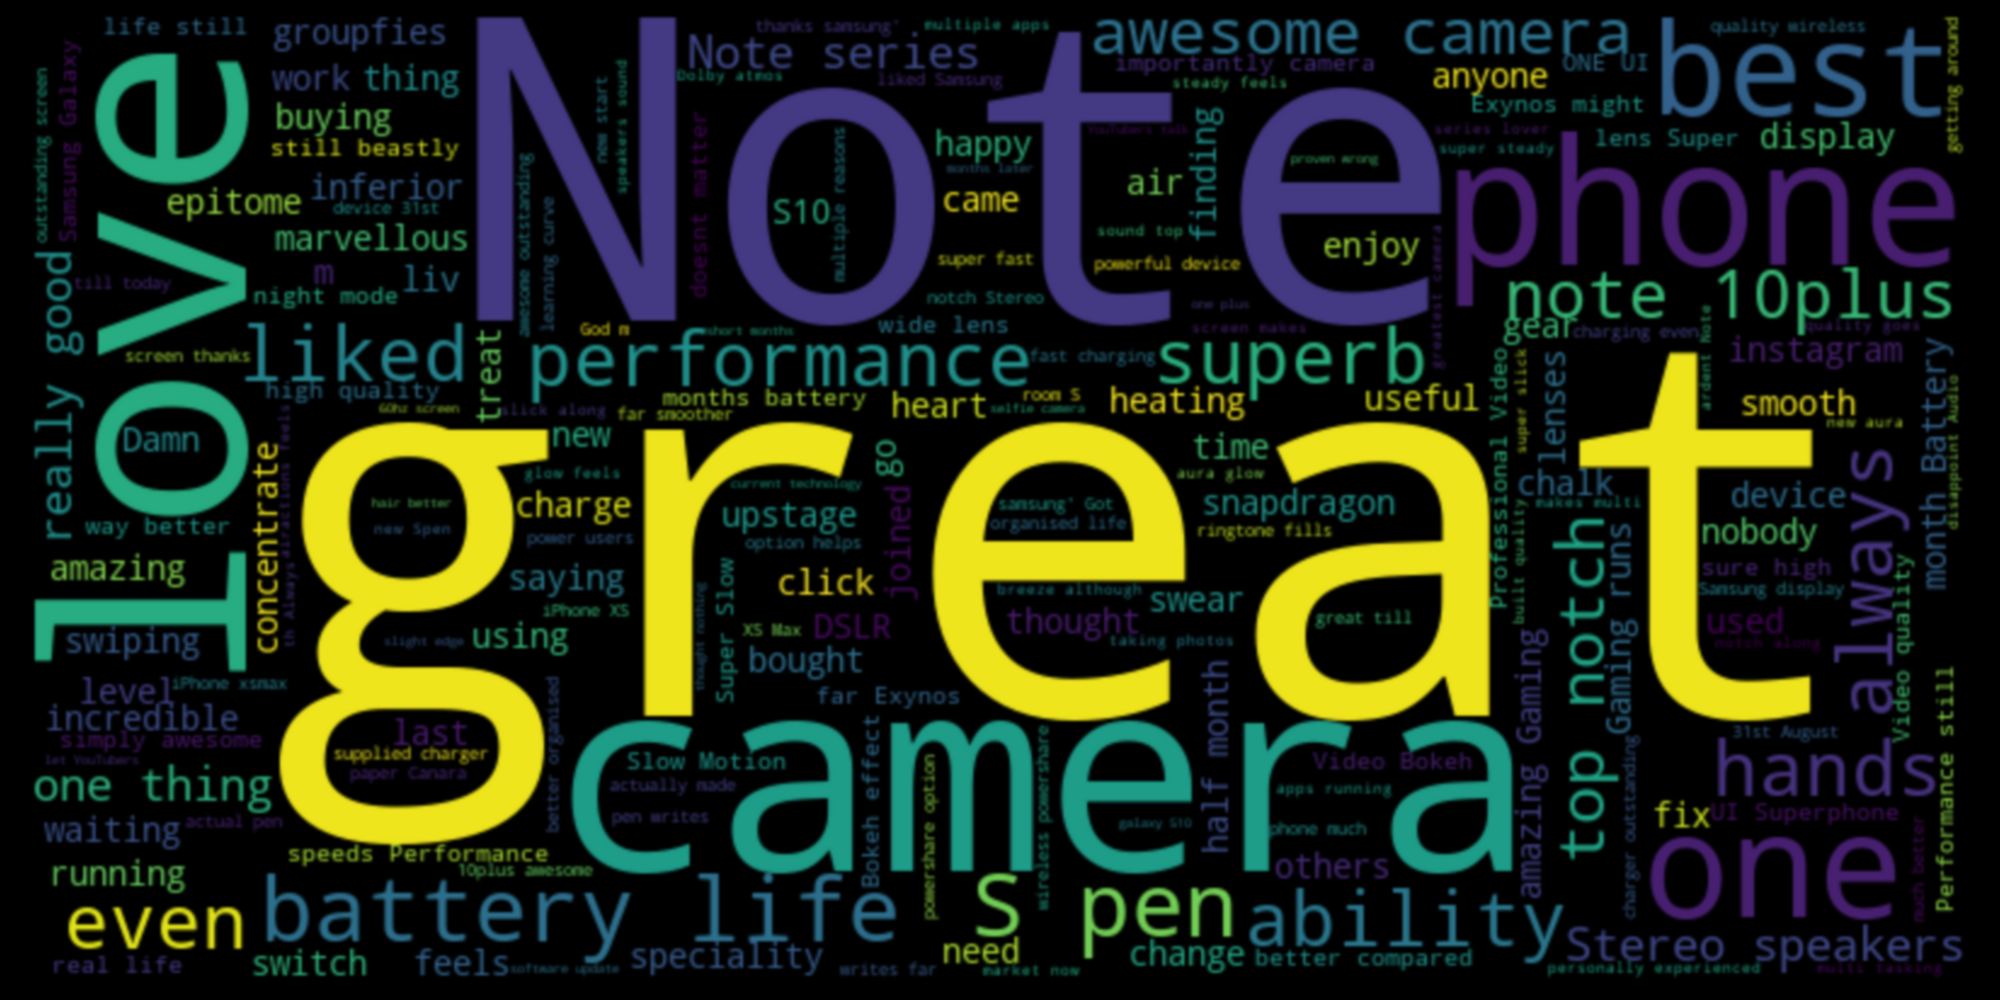 life still
groupfies
Note
Note series
thanks samsung'
multiple apps
awesome camera
best
quality wireless
getting around
outstanding screen
Samsung Galaxy
love
work
thing
new start
speakers sound
Dolby atmos
liked Samsung
importantly camera
steady feels
anyone
ONE UI
buying
Exynos might
still beastly
happy
finding
series lover
super steady
lens Super
display
YouTubers talk
proven wrong
months later
phone
epitome
inferior
device 31st
marvellous
awesome outstanding
learning curve
doesnt matter
S10
multiple reasons
came
air
sound top
enjoy
greatest camera
really good
till today
m
liv
night mode
super fast
powerful device
notch Stereo
one plus
note 10plus
screen thanks
liked
treat
God m
short months
performance
wide lens
fast charging
screen makes
superb
gear
charging even
ardent Note
quality goes
instagram
high quality
60hz screen
slick along
far smoother
months battery
heart
room S
selfie camera
heating
useful
Professional Video
super slick
lenses
smooth
new aura
month Battery
disappoint Audio
Damn
concentrate
great
new
glow feels
current technology
go
time
aura glow
chalk
makes multi
device
always
way better
hair better
new Spen
charge
power users
upstage
option helps
joined
samsung' Got
organised life
snapdragon
ringtone fills
built quality
top notch
Gaming runs
nobody
amazing
saying
iPhone XS
click
breeze although
swear
sure high
Samsung display
Video quality
swiping
slight edge
using
thought nothing
Super Slow
XS Max
DSLR
thought
taking photos
great till
used
notch along
level
iPhone xsmax
bought
far Exynos
half month
amazing Gaming
incredible
simply awesome
let YouTubers
last
supplied charger
paper Canara
better organised
camera
Slow Motion
actually made
pen writes
Bokeh effect
powershare option
wireless powershare
Video Bokeh
apps running
galaxy S10
phone much
31st August
hands
Performance still
one thing
waiting
actual pen
charger outstanding
fix
UI Superphone
running
speeds Performance
10plus awesome
others
one
much better
even
battery life
S pen
ability
real life
switch
feels
software update
speciality
writes far
need
market now
change
better compared
Stereo speakers
personally experienced
multi tasking